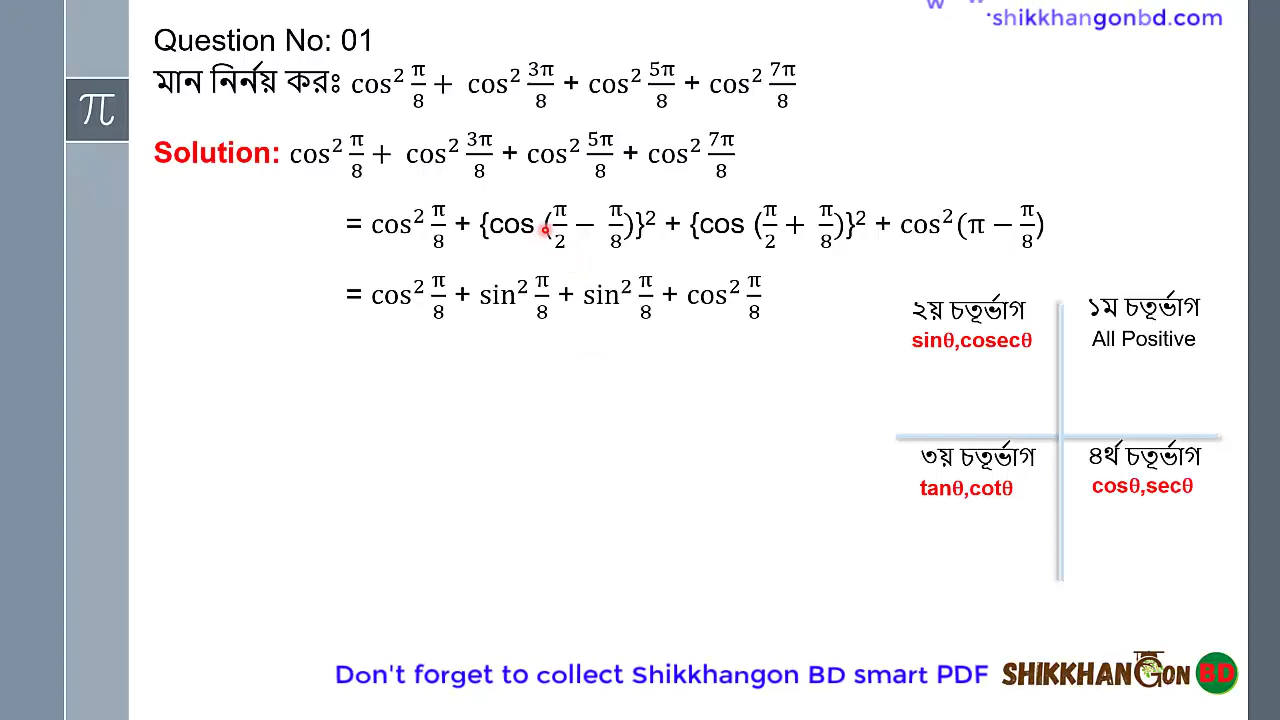 shikkhangonbd.com
Question No: 01
মান নির্নয় করঃ cos² π/8 + cos² 3π/8 + cos² 5π/8 + cos² 7π/8
π
Solution: cos² π/8 + cos² 3π/8 + cos² 5π/8 + cos² 7π/8
= cos² π/8 + {cos (π/2 − π/8)}² + {cos (π/2 + π/8)}² + cos² (π − π/8)
= cos² π/8 + sin² π/8 + sin² π/8 + cos² π/8
২য় চতূর্ভাগ
sinθ,cosecθ
১ম চতূর্ভাগ
All Positive
৩য় চতূর্ভাগ
tanθ,cotθ
৪র্থ চতূর্ভাগ
cosθ,secθ
Don't forget to collect Shikkhangon BD smart PDF
SHIKKHANGON BD